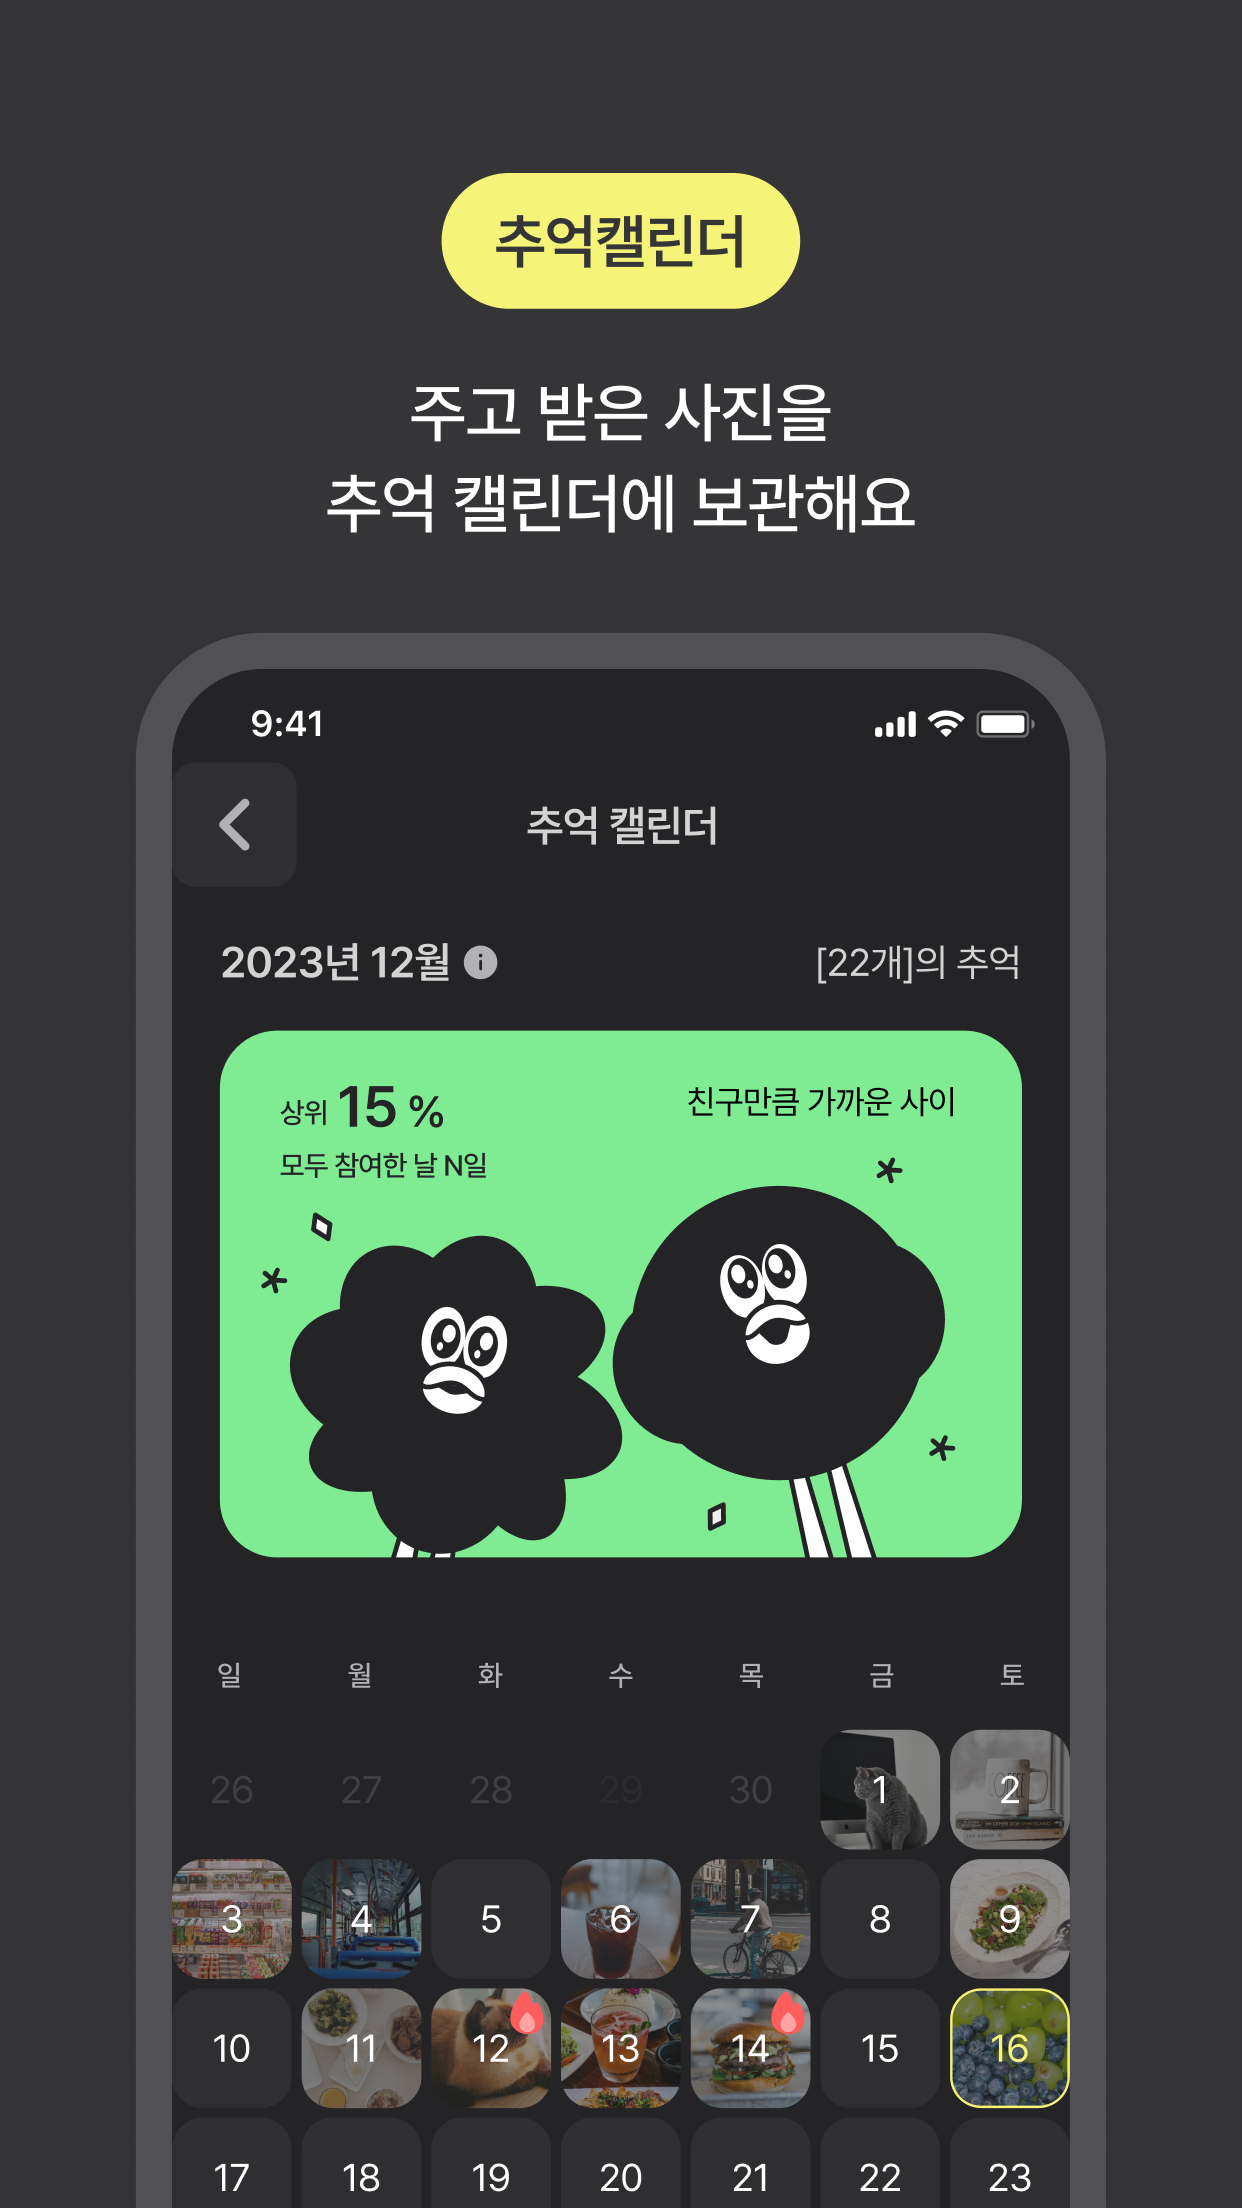 추억캘린더
주고 받은 사진을
추억 캘린더에 보관해요
9:41
추억 캘린더
2023년 12월
[22개]의 추억
상위 15 %
친구만큼 가까운 사이
모두 참여한 날 N일
일 월 화 수 목 금 토
26 27 28 29 30 1 2
3 4 5 6 7 8 9
10 11 12 13 14 15 16
17 18 19 20 21 22 23